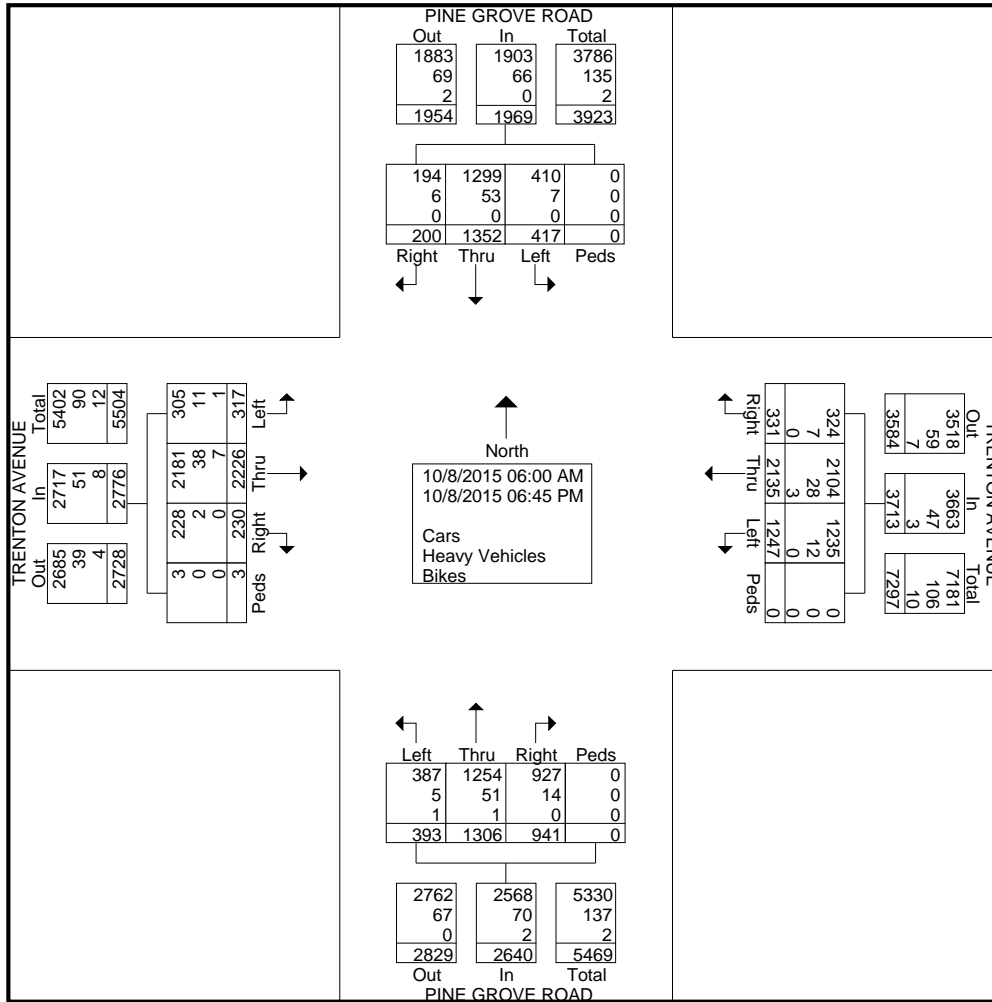 PINE GROVE ROAD
Out In Total
1883 1903 3786
69 66 135
2 0 2
1954 1969 3923
194 1299 410 0
6 53 7 0
0 0 0 0
200 1352 417 0
Right Thru Left Peds
TRENTON AVENUE
Total In Out
5402 2717 2685
90 51 39
12 8 4
5504 2776 2728
305 2181 228 3
11 38 2 0
1 7 0 0
317 2226 230 3
Left Thru Right Peds
North
10/8/2015 06:00 AM
10/8/2015 06:45 PM
Cars
Heavy Vehicles
Bikes
TRENTON AVENUE
Out In Total
3518 3663 7181
59 47 106
7 3 10
3584 3713 7297
324 2104 1235 0
7 28 12 0
0 3 0 0
331 2135 1247 0
Right Thru Left Peds
Left Thru Right Peds
387 1254 927 0
5 51 14 0
1 1 0 0
393 1306 941 0
2762 2568 5330
67 70 137
0 2 2
2829 2640 5469
Out In Total
PINE GROVE ROAD